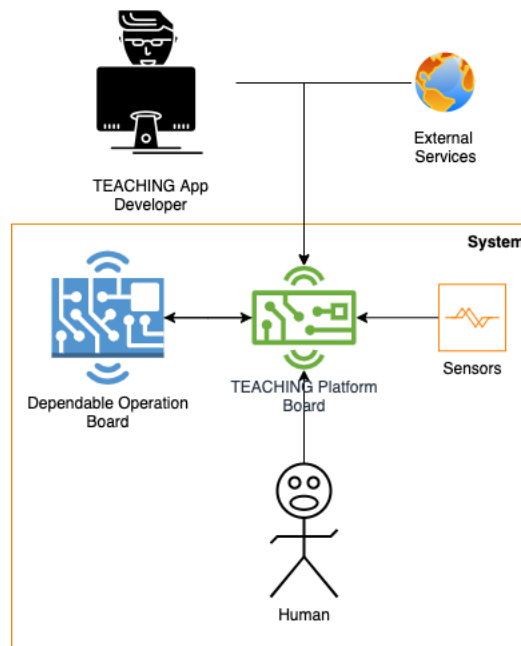 TEACHING App
Developer
External
Services
System
Dependable Operation
Board
TEACHING Platform
Board
Sensors
Human